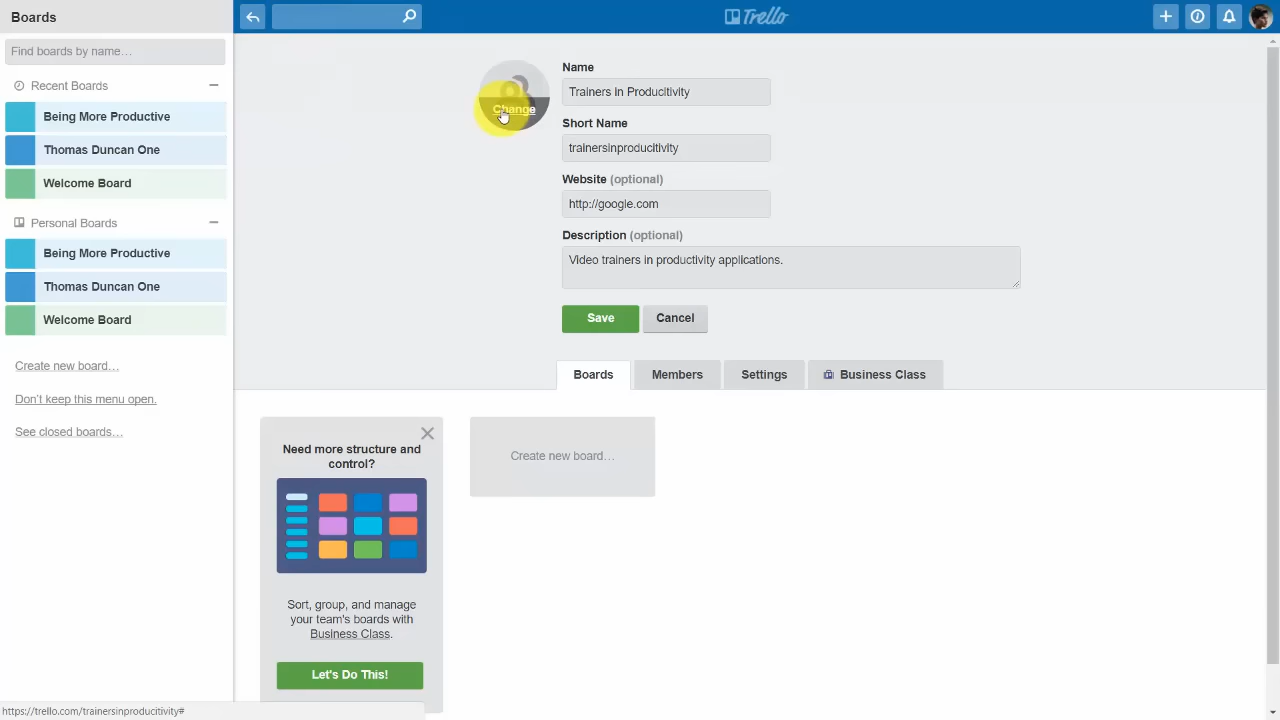 Boards
Trello
Find boards by name…
Recent Boards
Being More Productive
Thomas Duncan One
Welcome Board
Personal Boards
Being More Productive
Thomas Duncan One
Welcome Board
Create new board…
Don't keep this menu open.
See closed boards…
Change
Name
Trainers in Producitivity
Short Name
trainersinproducitivity
Website (optional)
http://google.com
Description (optional)
Video trainers in productivity applications.
Save Cancel
Boards Members Settings Business Class
Need more structure and
control?
Sort, group, and manage
your team's boards with
Business Class.
Let's Do This!
Create new board…
https://trello.com/trainersinproducitivity#